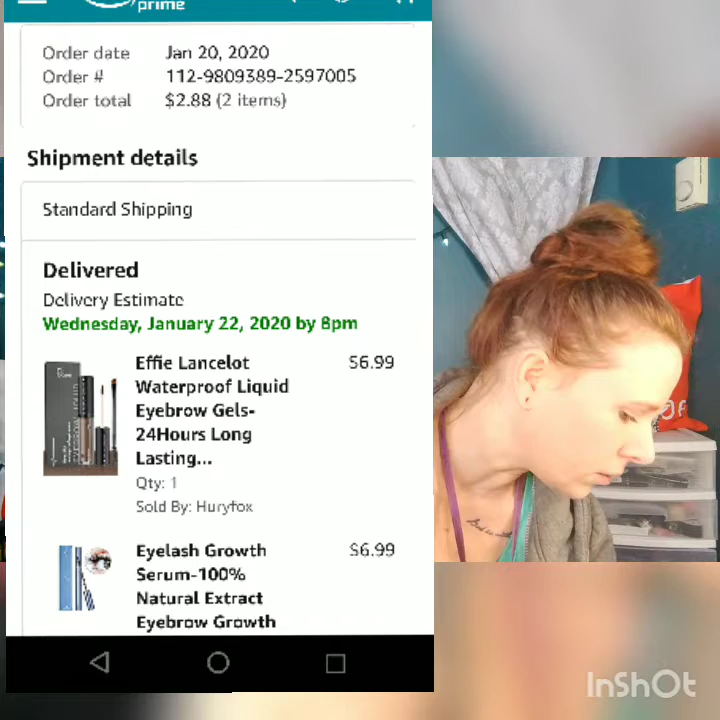 prime
Order date Jan 20, 2020
Order # 112-9809389-2597005
Order total $2.88 (2 items)
Shipment details
Standard Shipping
Delivered
Delivery Estimate
Wednesday, January 22, 2020 by 8pm
Effie Lancelot $6.99
Waterproof Liquid
Eyebrow Gels-
24Hours Long
Lasting...
Qty: 1
Sold By: Huryfox
Eyelash Growth $6.99
Serum-100%
Natural Extract
Eyebrow Growth
InShOt